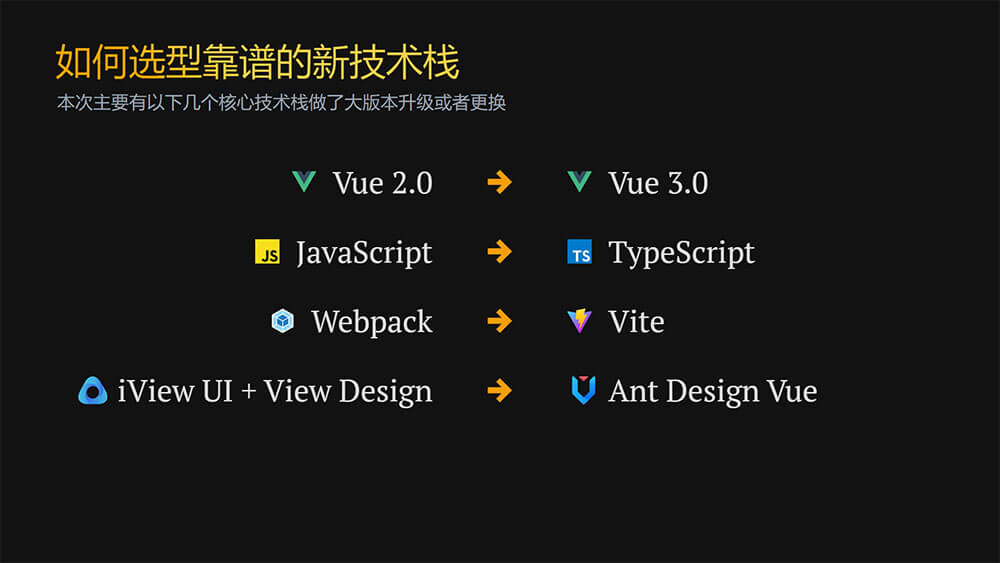 如何选型靠谱的新技术栈
本次主要有以下几个核心技术栈做了大版本升级或者更换
Vue 2.0 → Vue 3.0
JS JavaScript → TS TypeScript
Webpack → Vite
iView UI + View Design → Ant Design Vue